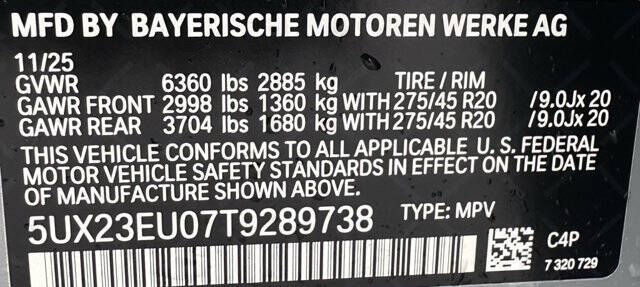 MFD BY BAYERISCHE MOTOREN WERKE AG
11/25
GVWR 6360 lbs 2885 kg TIRE / RIM
GAWR FRONT 2998 lbs 1360 kg WITH 275/45 R20 /9.0Jx 20
GAWR REAR 3704 lbs 1680 kg WITH 275/45 R20 /9.0Jx 20
THIS VEHICLE CONFORMS TO ALL APPLICABLE U. S. FEDERAL
MOTOR VEHICLE SAFETY STANDARDS IN EFFECT ON THE DATE
OF MANUFACTURE SHOWN ABOVE.
5UX23EU07T9289738 TYPE: MPV
C4P
7 320 729